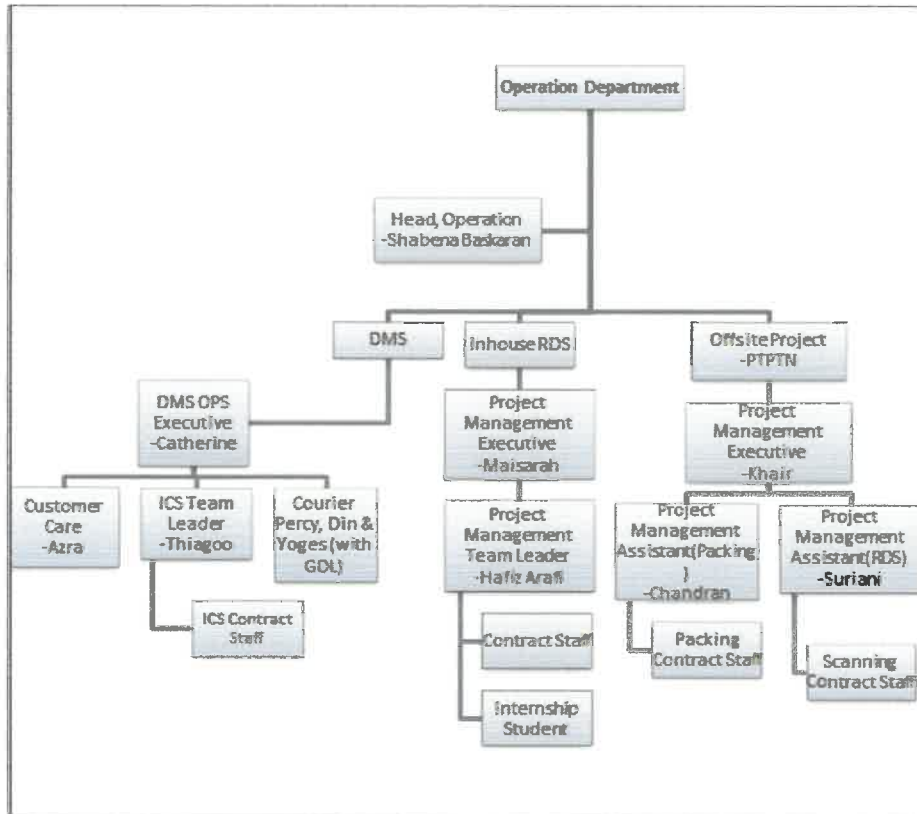 Operation Department
Head, Operation
-Shabena Baskaran
DMS
Inhouse RDS
Offsite Project
-PTPTN
DMS OPS
Executive
-Catherine
Project
Management
Executive
-Maisarah
Project
Management
Executive
-Khair
Customer
Care
-Azra
ICS Team
Leader
-Thiagoo
Courier
Percy, Din &
Yoges (with
GDL)
Project
Management
Team Leader
-Hafiz Arafi
Project
Management
Assistant(Packing
)
-Chandran
Project
Management
Assistant(RDS)
-Suriani
ICS Contract
Staff
Contract Staff
Internship
Student
Packing
Contract Staff
Scanning
Contract Staff